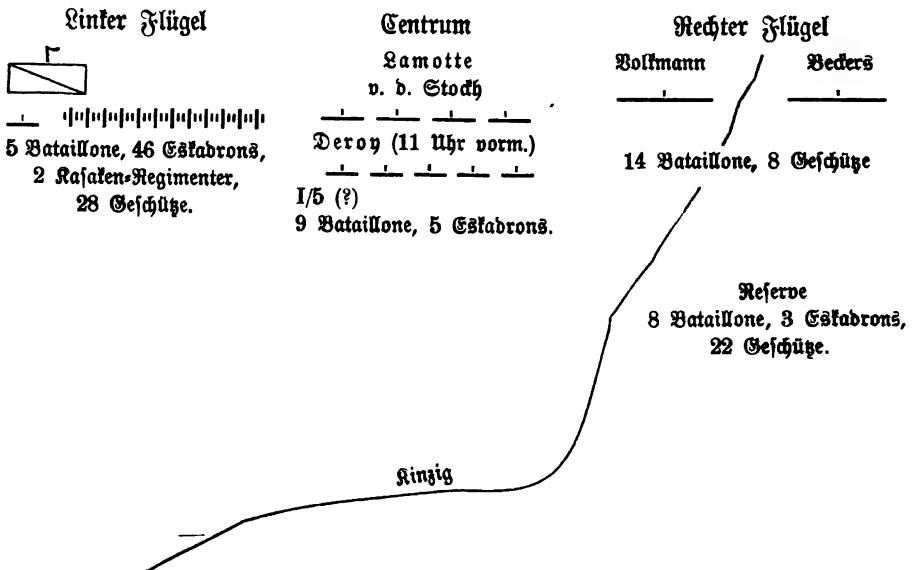 Linker Flügel
5 Bataillone, 46 Eskadrons,
2 Kasaken-Regimenter,
28 Geschütze.
Centrum
Lamotte
v. d. Stockh
Deroy (11 Uhr vorm.)
I/5 (?)
9 Bataillone, 5 Eskadrons.
Rechter Flügel
Volkmann Beckers
14 Bataillone, 8 Geschütze
Reserve
8 Bataillone, 3 Eskadrons,
22 Geschütze.
Kinzig